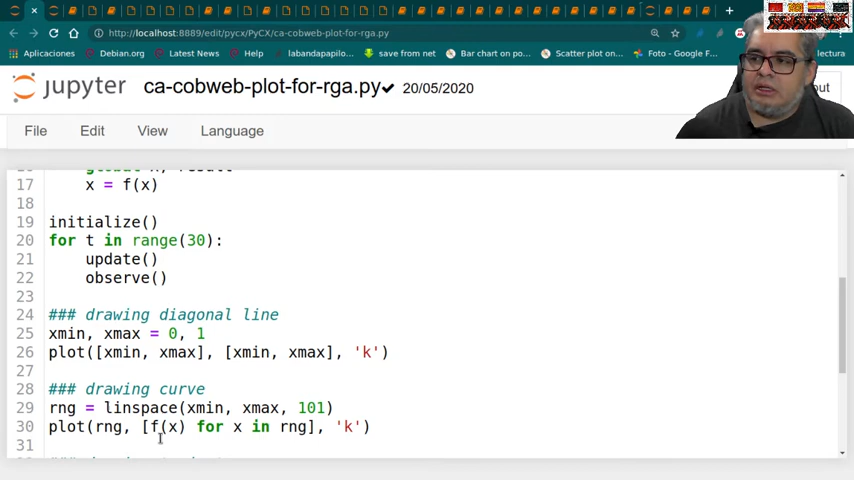 http://localhost:8889/edit/pycx/PyCX/ca-cobweb-plot-for-rga.py
Aplicaciones Debian.org Latest News Help labandapapilo... save from net Bar chart on po... Scatter plot on... Foto - Google F... lectura
jupyter ca-cobweb-plot-for-rga.py✔ 20/05/2020 out
File Edit View Language
17 x = f(x)
18
19 initialize()
20 for t in range(30):
21 update()
22 observe()
23
24 ### drawing diagonal line
25 xmin, xmax = 0, 1
26 plot([xmin, xmax], [xmin, xmax], 'k')
27
28 ### drawing curve
29 rng = linspace(xmin, xmax, 101)
30 plot(rng, [f(x) for x in rng], 'k')
31